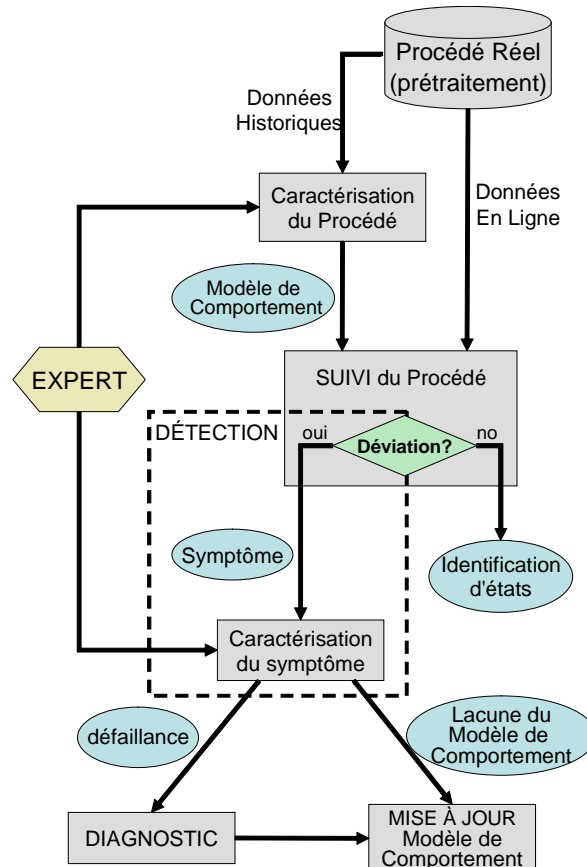 Procédé Réel
(prétraitement)
Données
Historiques
Caractérisation
du Procédé
Données
En Ligne
Modèle de
Comportement
EXPERT
SUIVI du Procédé
DÉTECTION
oui
Déviation?
no
Symptôme
Identification
d'états
Caractérisation
du symptôme
défaillance
Lacune du
Modèle de
Comportement
DIAGNOSTIC
MISE À JOUR
Modèle de
Comportement